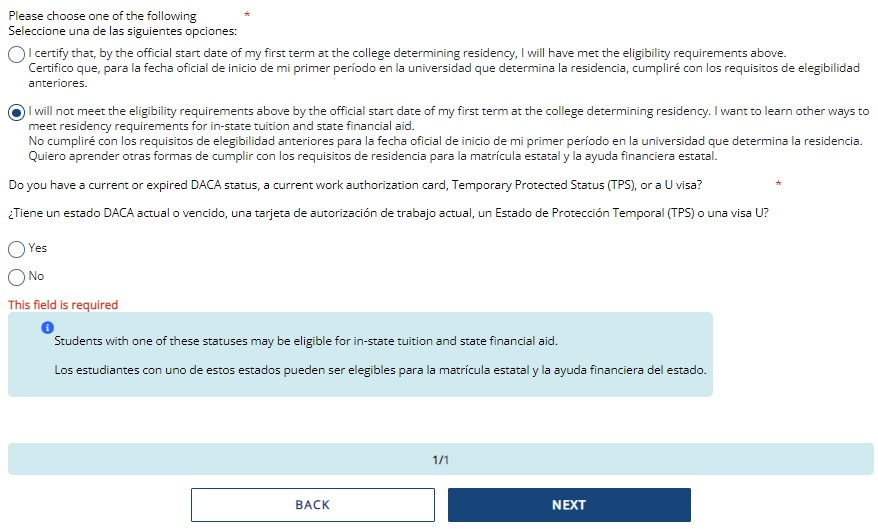 Please choose one of the following *
Seleccione una de las siguientes opciones:
I certify that, by the official start date of my first term at the college determining residency, I will have met the eligibility requirements above.
Certifico que, para la fecha oficial de inicio de mi primer período en la universidad que determina la residencia, cumpliré con los requisitos de elegibilidad
anteriores.
I will not meet the eligibility requirements above by the official start date of my first term at the college determining residency. I want to learn other ways to
meet residency requirements for in-state tuition and state financial aid.
No cumpliré con los requisitos de elegibilidad anteriores para la fecha oficial de inicio de mi primer período en la universidad que determina la residencia.
Quiero aprender otras formas de cumplir con los requisitos de residencia para la matrícula estatal y la ayuda financiera estatal.
Do you have a current or expired DACA status, a current work authorization card, Temporary Protected Status (TPS), or a U visa? *
¿Tiene un estado DACA actual o vencido, una tarjeta de autorización de trabajo actual, un Estado de Protección Temporal (TPS) o una visa U?
Yes
No
This field is required
Students with one of these statuses may be eligible for in-state tuition and state financial aid.
Los estudiantes con uno de estos estados pueden ser elegibles para la matrícula estatal y la ayuda financiera del estado.
1/1
BACK NEXT